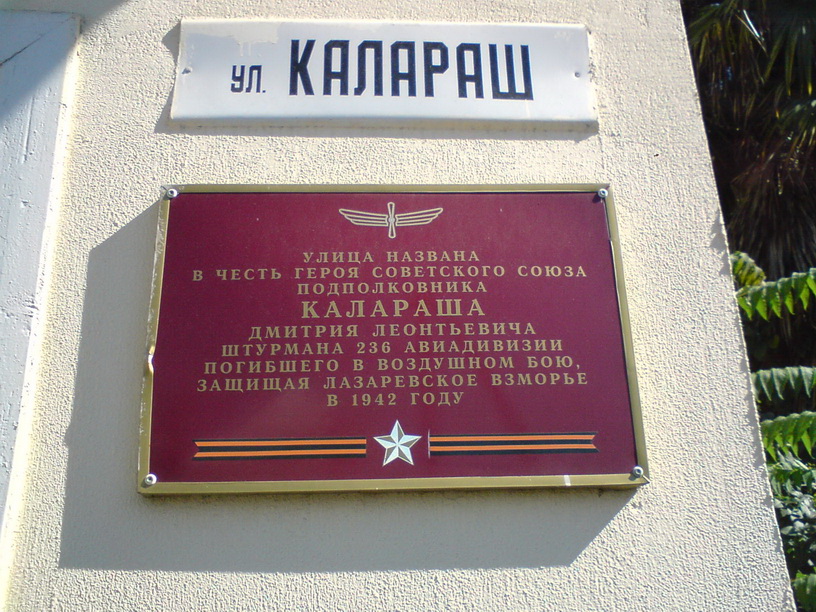 ул. КАЛАРАШ
УЛИЦА НАЗВАНА
В ЧЕСТЬ ГЕРОЯ СОВЕТСКОГО СОЮЗА
ПОДПОЛКОВНИКА
КАЛАРАША
ДМИТРИЯ ЛЕОНТЬЕВИЧА
ШТУРМАНА 236 АВИАДИВИЗИИ
ПОГИБШЕГО В ВОЗДУШНОМ БОЮ,
ЗАЩИЩАЯ ЛАЗАРЕВСКОЕ ВЗМОРЬЕ
В 1942 ГОДУ